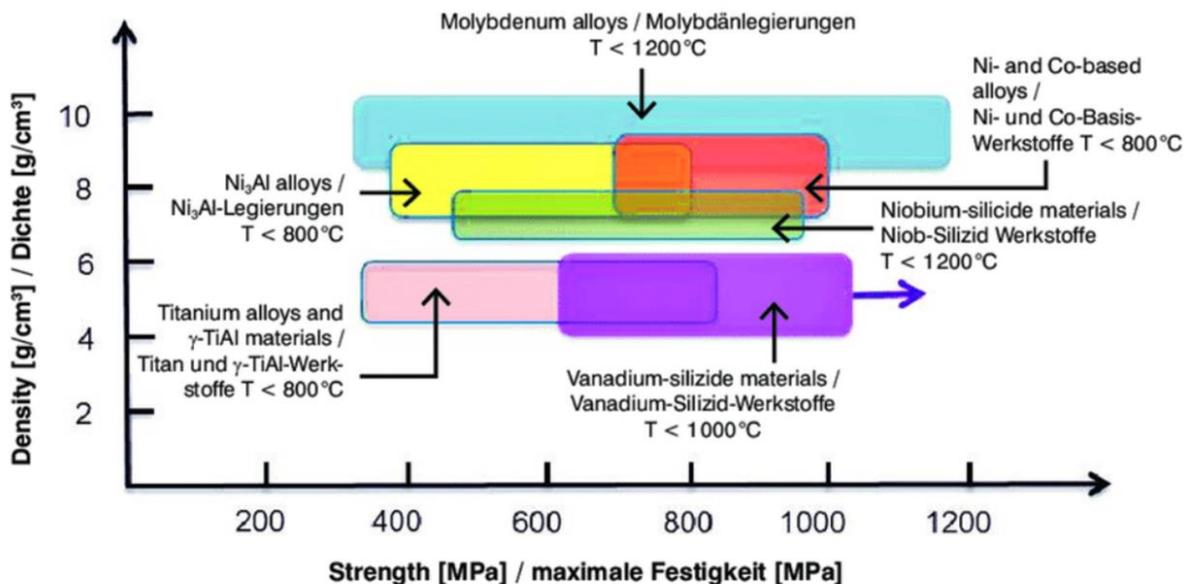 Molybdenum alloys / Molybdänlegierungen
T < 1200°C
Ni- and Co-based
alloys /
Ni- und Co-Basis-
Werkstoffe T < 800°C
Ni₃Al alloys /
Ni₃Al-Legierungen
T < 800°C
Niobium-silicide materials /
Niob-Silizid Werkstoffe
T < 1200°C
Titanium alloys and
γ-TiAl materials /
Titan und γ-TiAl-Werk-
stoffe T < 800°C
Vanadium-silizide materials /
Vanadium-Silizid-Werkstoffe
T < 1000°C
Density [g/cm³] / Dichte [g/cm³]
10
8
6
4
2
200 400 600 800 1000 1200
Strength [MPa] / maximale Festigkeit [MPa]